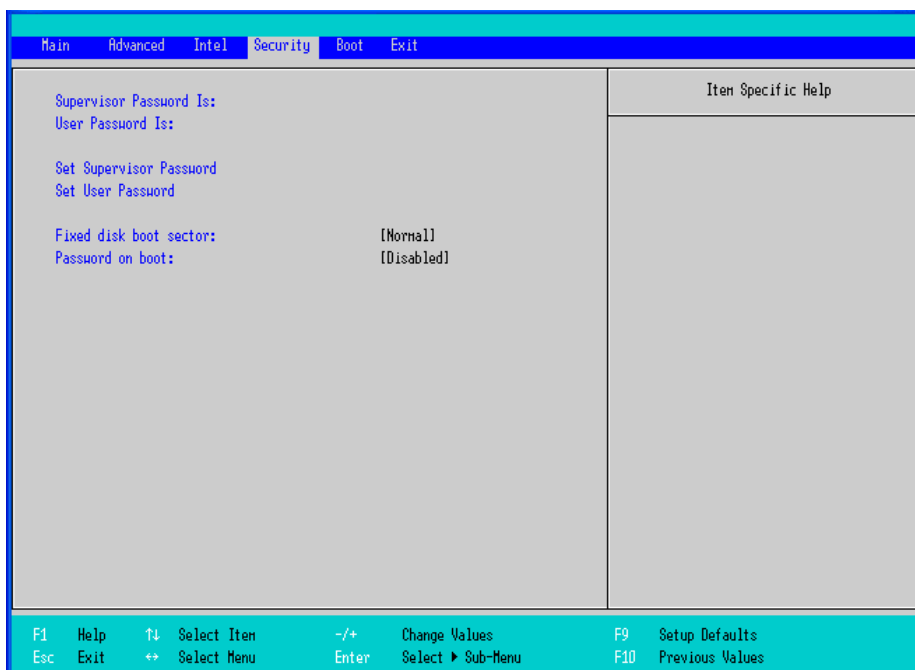 Main Advanced Intel Security Boot Exit
Item Specific Help
Supervisor Password Is:
User Password Is:
Set Supervisor Password
Set User Password
Fixed disk boot sector: [Normal]
Password on boot: [Disabled]
F1 Help ↑↓ Select Item -/+ Change Values F9 Setup Defaults
Esc Exit ↔ Select Menu Enter Select ▶ Sub-Menu F10 Previous Values